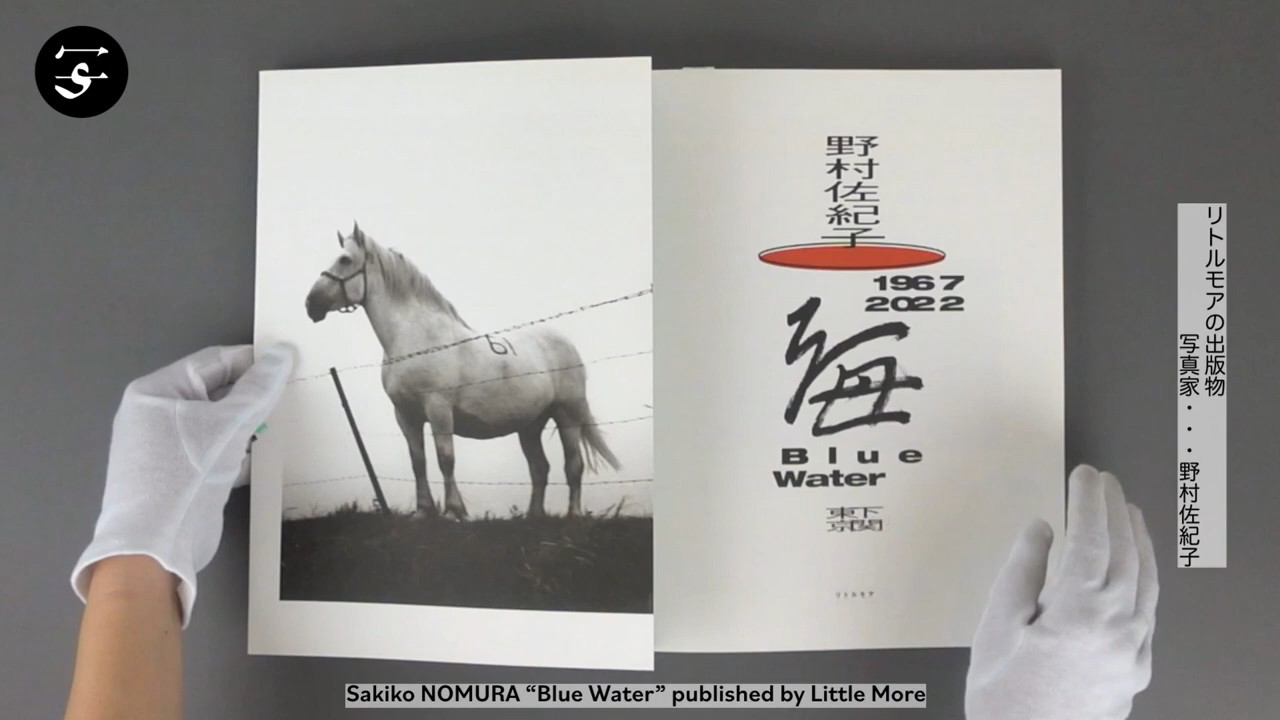 61
野村佐紀子
1967
2022
海
Blue
Water
下関
東京
リトルモア
リトルモアの出版物
写真家・・・野村佐紀子
Sakiko NOMURA “Blue Water” published by Little More